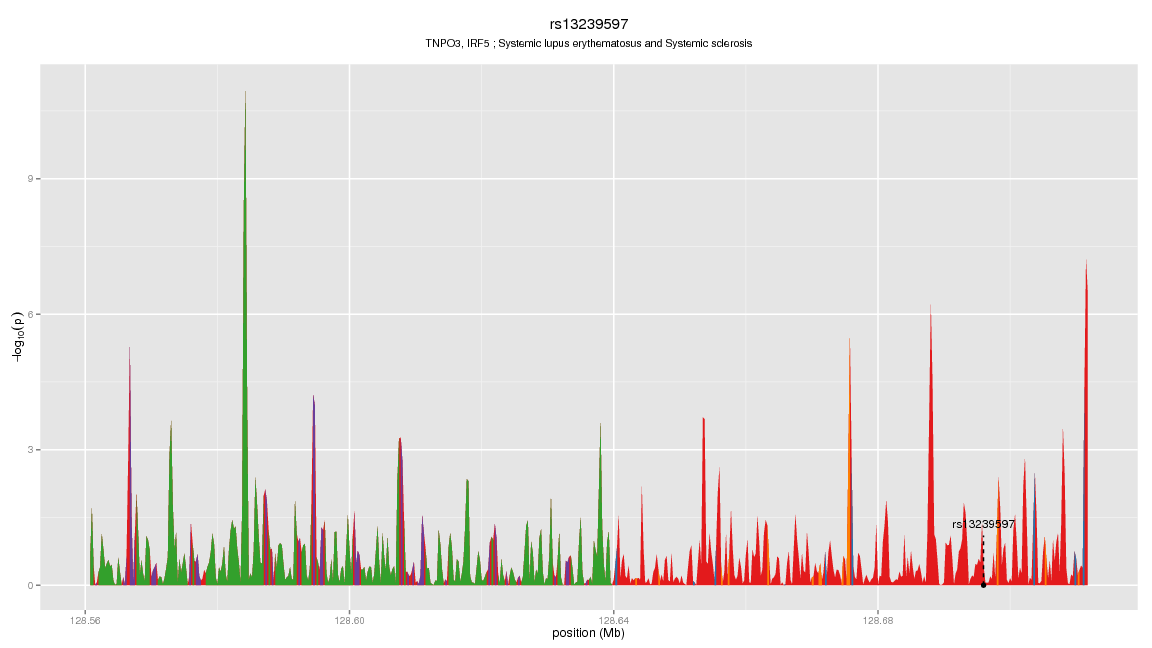 rs13239597
TNPO3, IRF5 ; Systemic lupus erythematosus and Systemic sclerosis
9
6
3
0
−log10(p)
rs13239597
128.56
128.60
128.64
128.68
position (Mb)